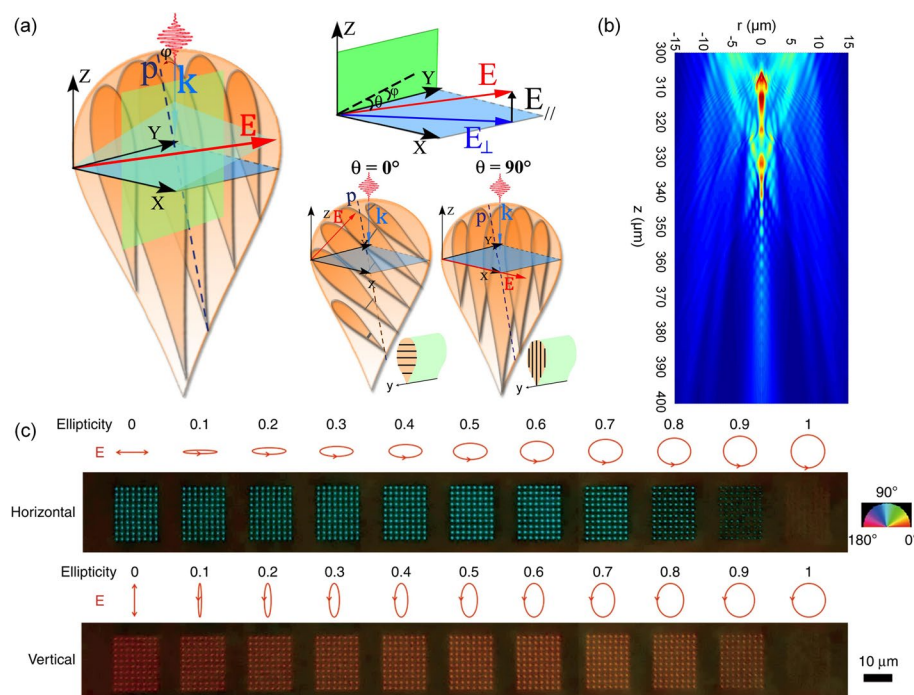 (a)
φ
p
k
Z
E
Y
X
Z
Y
E
θ
φ
E
//
X
E⊥
θ = 0°
θ = 90°
p
k
Z
E
X
y
p
k
Z
Y
X
E
y
(b)
r (μm)
-15 -10 -5 0 5 10 15
z (μm)
300
310
320
330
340
350
360
370
380
390
400
(c)
Ellipticity 0 0.1 0.2 0.3 0.4 0.5 0.6 0.7 0.8 0.9 1
E
Horizontal
90°
180° 0°
Ellipticity 0 0.1 0.2 0.3 0.4 0.5 0.6 0.7 0.8 0.9 1
E
Vertical
10 μm